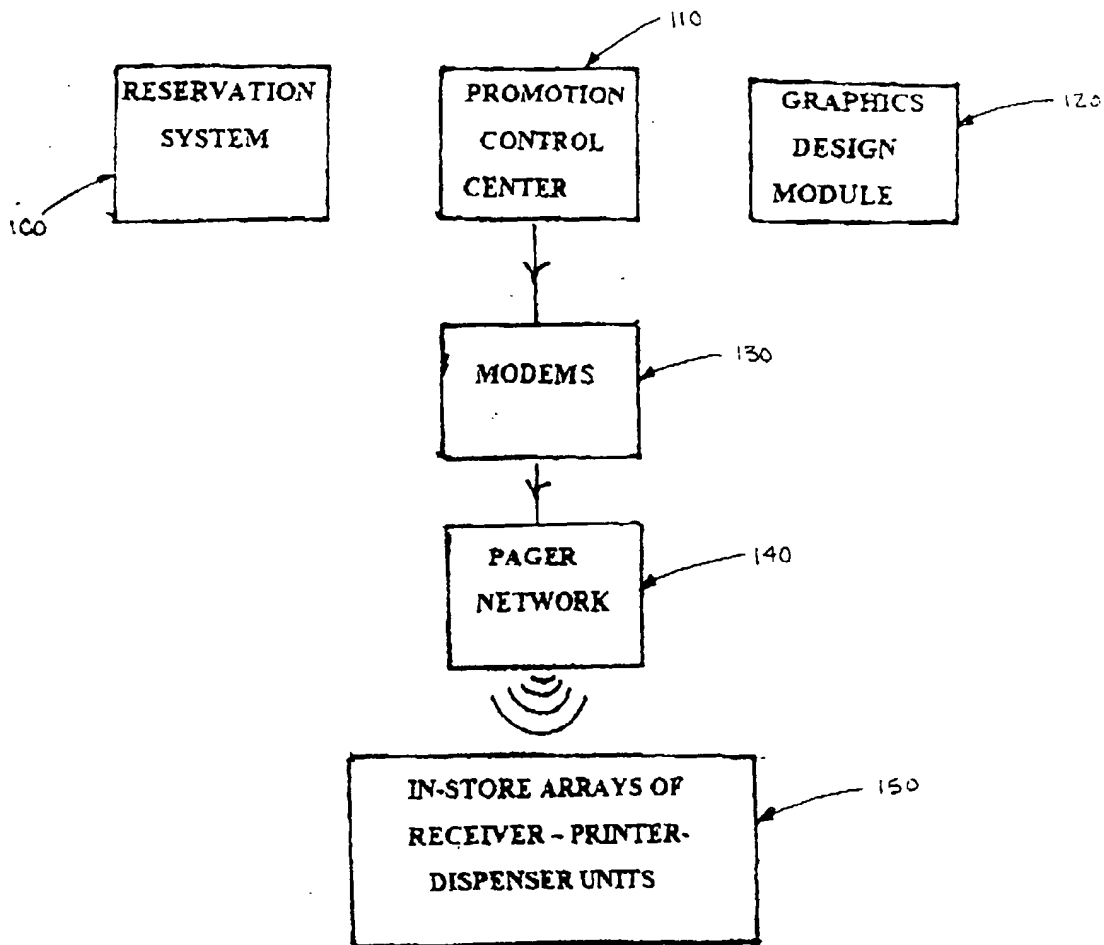 110
RESERVATION
SYSTEM
100
PROMOTION
CONTROL
CENTER
GRAPHICS
DESIGN
MODULE
120
MODEMS
130
PAGER
NETWORK
140
IN-STORE ARRAYS OF
RECEIVER - PRINTER-
DISPENSER UNITS
150